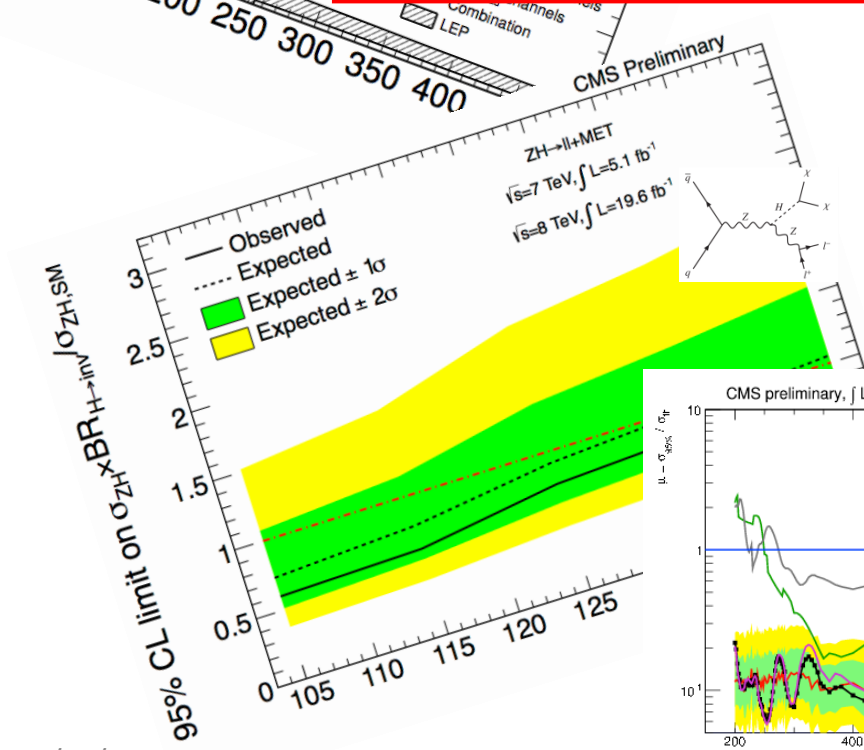 250 300 350 400
Combination
LEP
CMS Preliminary
ZH→ll+MET
√s=7 TeV,∫L=5.1 fb⁻¹
√s=8 TeV,∫L=19.6 fb⁻¹
Observed
Expected
Expected ± 1σ
Expected ± 2σ
95% CL limit on σZH×BRH→inv/σZH,SM
3
2.5
2
1.5
1
0.5
0
105 110 115 120 125
q̄
q
Z
H
Z
χ
χ
l⁻
l⁺
CMS preliminary, ∫ L
10
1
10⁻¹
200 400